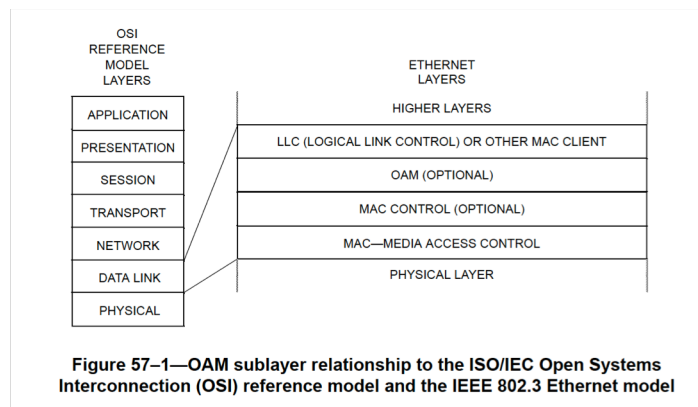 OSI
REFERENCE
MODEL
LAYERS
APPLICATION
PRESENTATION
SESSION
TRANSPORT
NETWORK
DATA LINK
PHYSICAL
ETHERNET
LAYERS
HIGHER LAYERS
LLC (LOGICAL LINK CONTROL) OR OTHER MAC CLIENT
OAM (OPTIONAL)
MAC CONTROL (OPTIONAL)
MAC—MEDIA ACCESS CONTROL
PHYSICAL LAYER
Figure 57–1—OAM sublayer relationship to the ISO/IEC Open Systems
Interconnection (OSI) reference model and the IEEE 802.3 Ethernet model